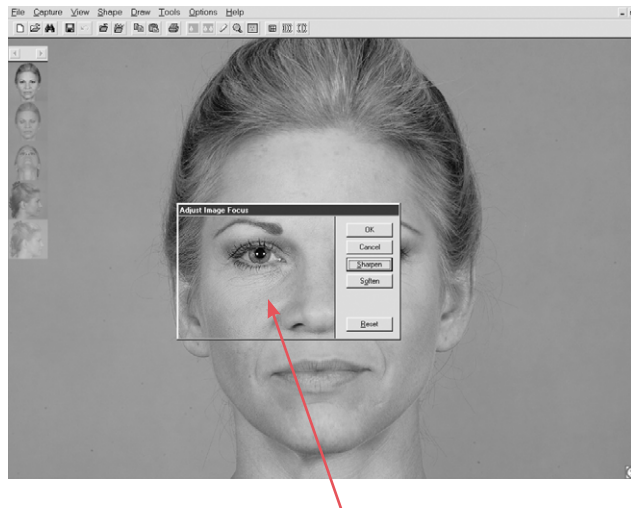 File Capture View Shape Draw Tools Options Help
Adjust Image Focus
OK
Cancel
Sharpen
Soften
Reset